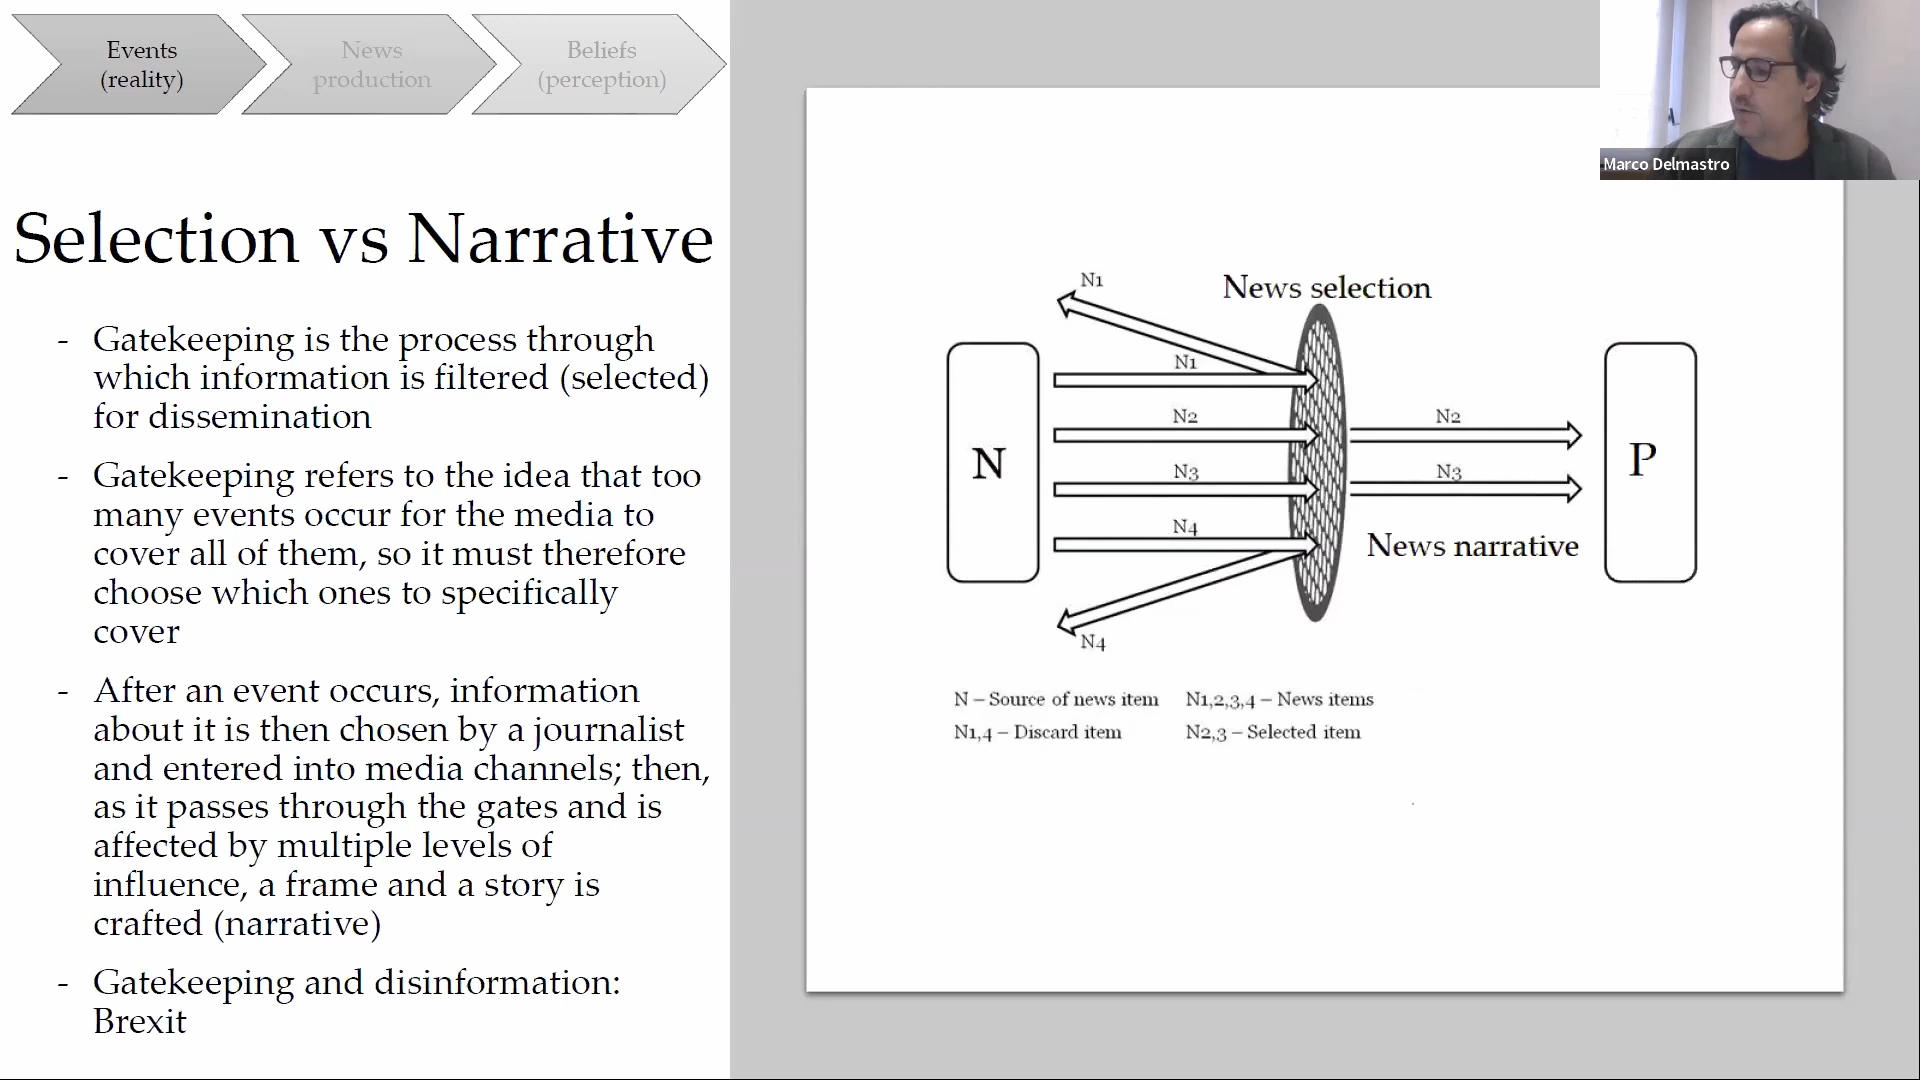 Events
(reality)
News
production
Beliefs
(perception)
Marco Delmastro
Selection vs Narrative
- Gatekeeping is the process through
which information is filtered (selected)
for dissemination
- Gatekeeping refers to the idea that too
many events occur for the media to
cover all of them, so it must therefore
choose which ones to specifically
cover
- After an event occurs, information
about it is then chosen by a journalist
and entered into media channels; then,
as it passes through the gates and is
affected by multiple levels of
influence, a frame and a story is
crafted (narrative)
- Gatekeeping and disinformation:
Brexit
N1
News selection
N1
N2
N2
N
P
N3
N3
N4
News narrative
N4
N – Source of news item N1,2,3,4 – News items
N1,4 – Discard item N2,3 – Selected item